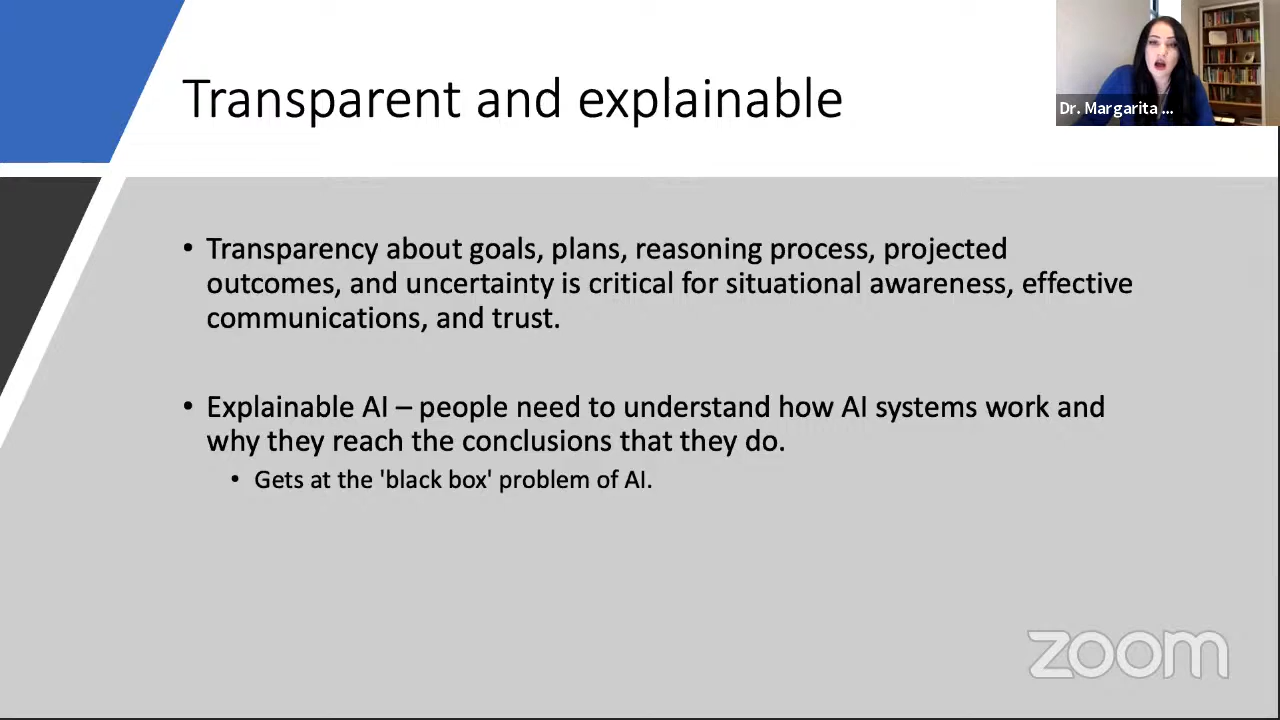 Transparent and explainable
Dr. Margarita ...
• Transparency about goals, plans, reasoning process, projected
outcomes, and uncertainty is critical for situational awareness, effective
communications, and trust.
• Explainable AI – people need to understand how AI systems work and
why they reach the conclusions that they do.
• Gets at the 'black box' problem of AI.
zoom